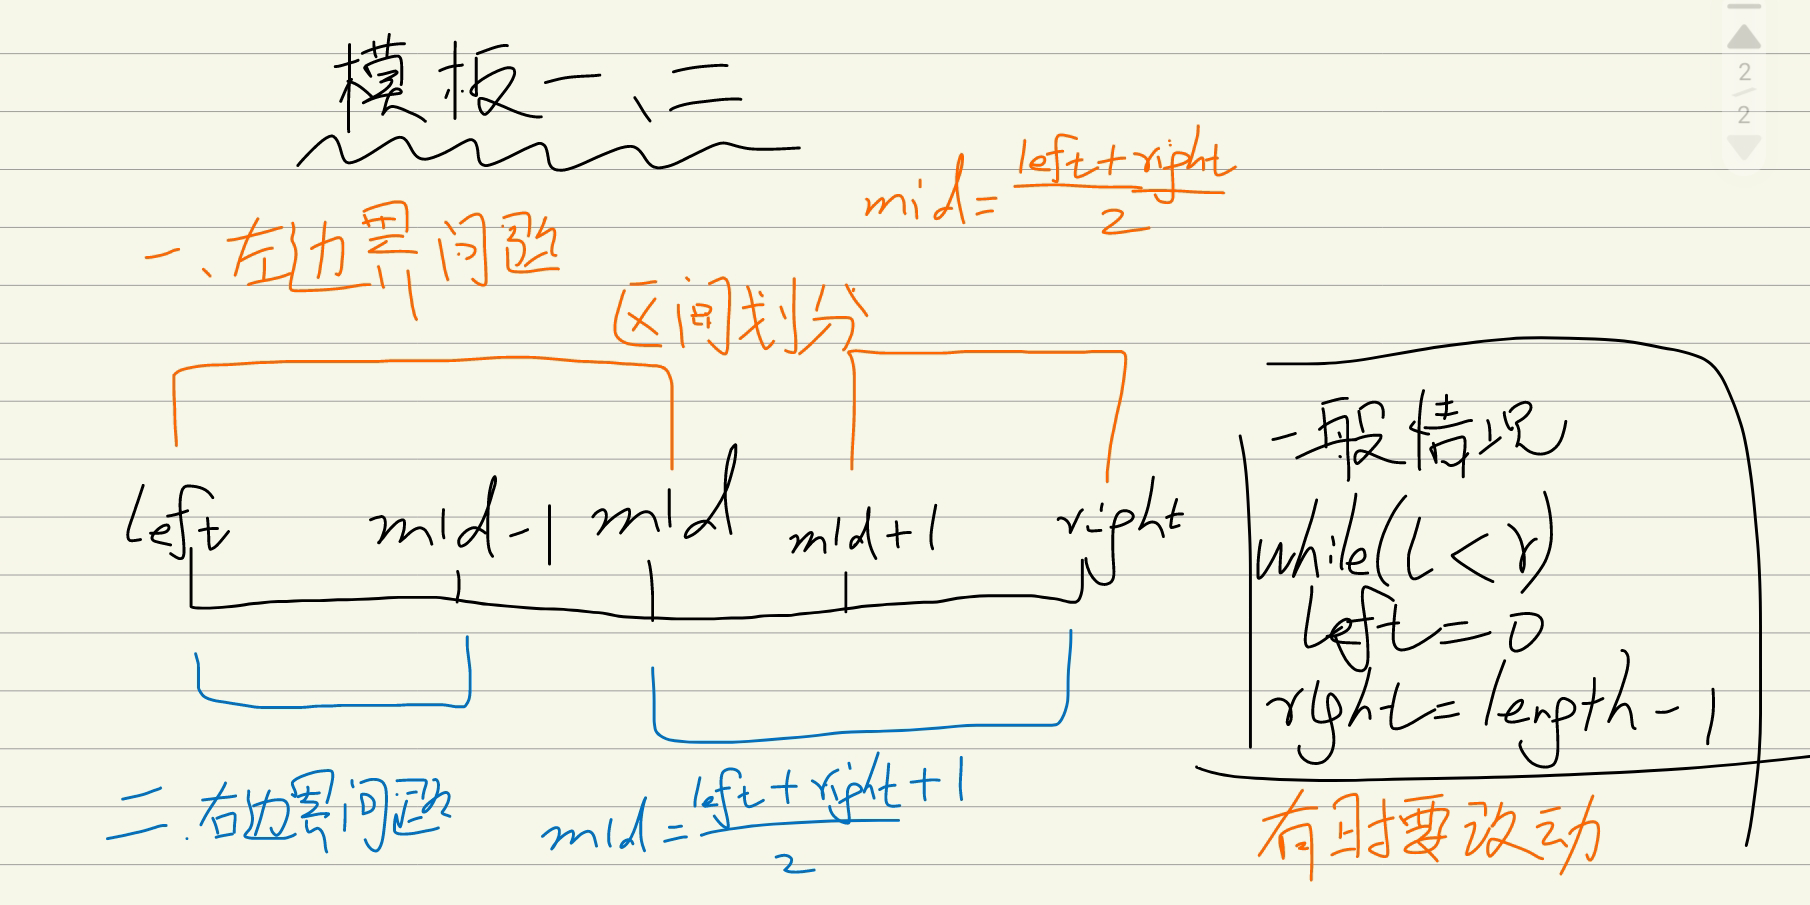 模板一、二
2
2
mid = (left+right)/2
一、左边界问题
区间划分
left mid-1 mid mid+1 right
一般情况
while(l<r)
left=0
right=length-1
二.右边界问题
mid = (left+right+1)/2
有时要改动